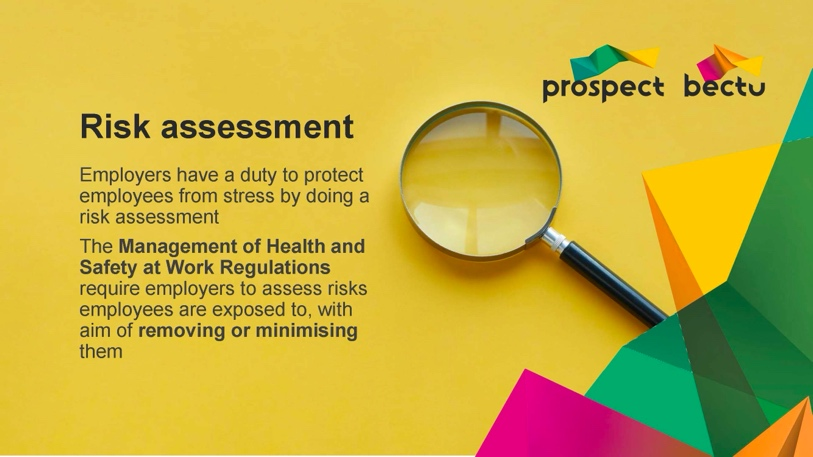 prospect bectu
Risk assessment
Employers have a duty to protect
employees from stress by doing a
risk assessment
The Management of Health and
Safety at Work Regulations
require employers to assess risks
employees are exposed to, with
aim of removing or minimising
them